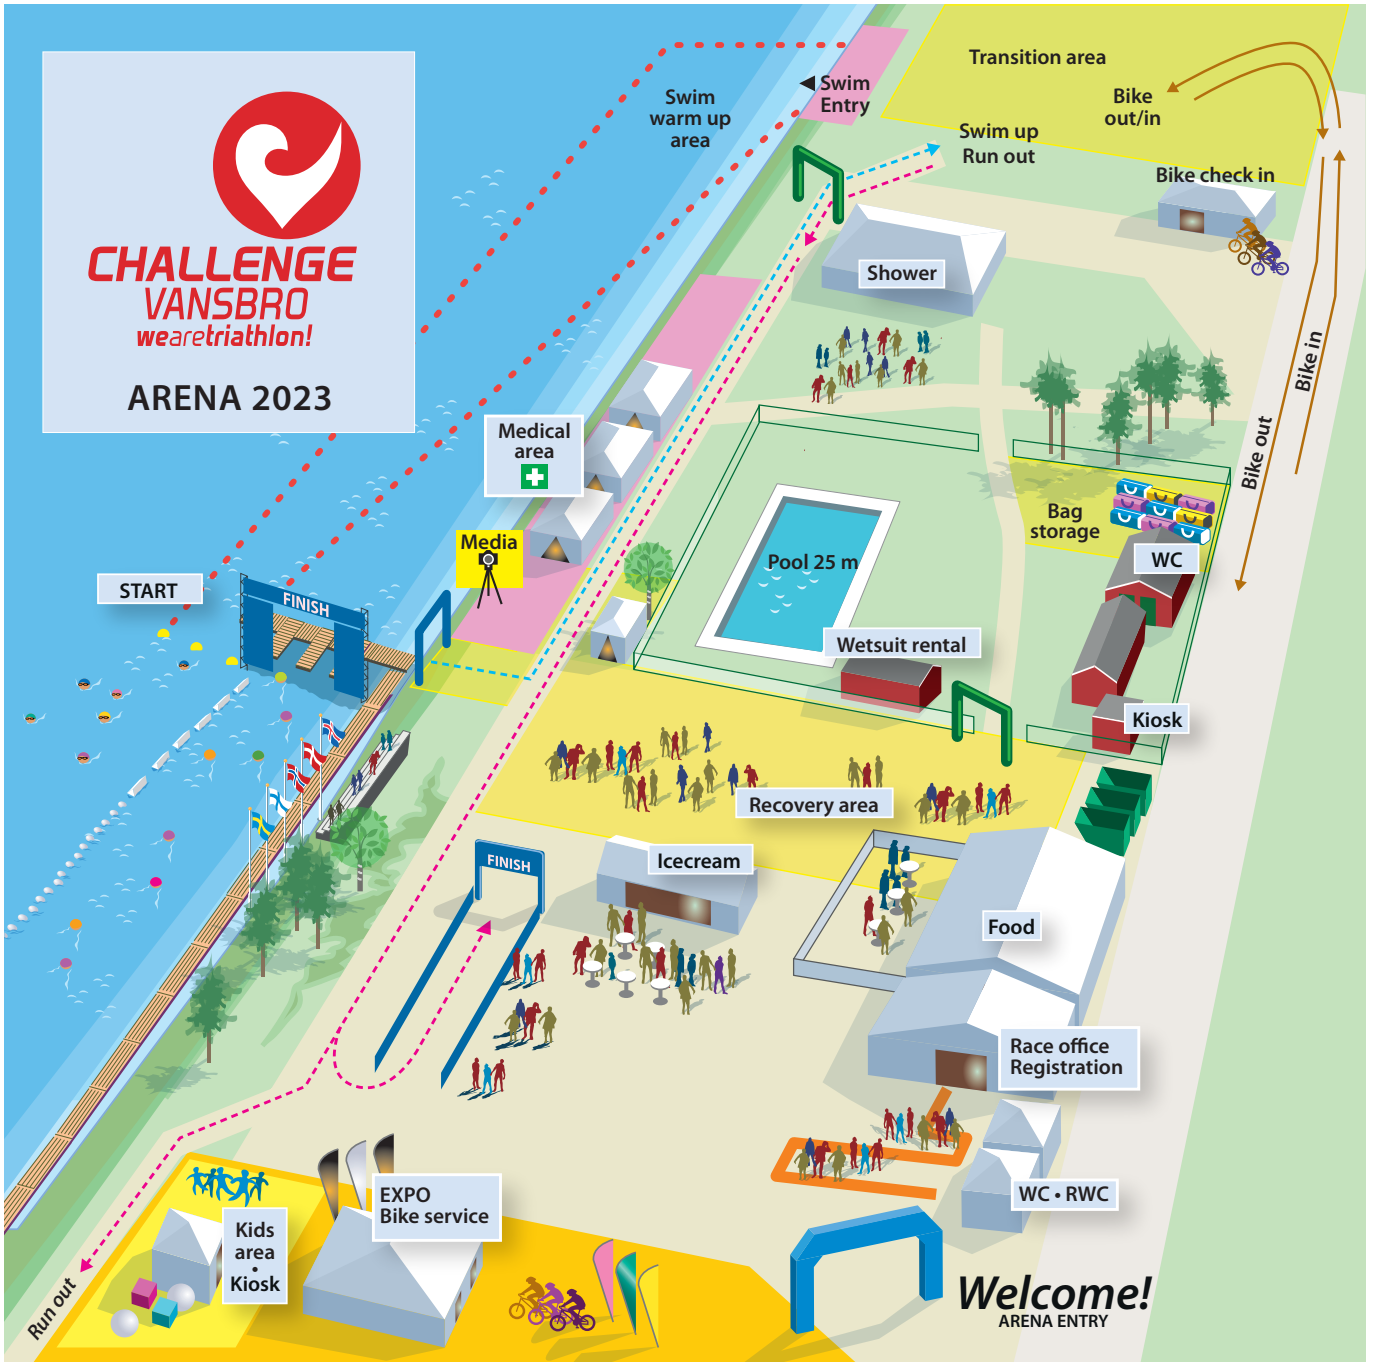 CHALLENGE
VANSBRO
wearetriathlon!
ARENA 2023
Transition area
Bike
out/in
Swim
Entry
Swim
warm up
area
Swim up
Run out
Bike check in
Shower
Bike in
Bike out
Medical
area
Media
Bag
storage
WC
Pool 25 m
START
FINISH
Wetsuit rental
Kiosk
Recovery area
FINISH
Icecream
Food
Race office
Registration
WC • RWC
EXPO
Bike service
Kids
area
•
Kiosk
Run out
Welcome!
ARENA ENTRY